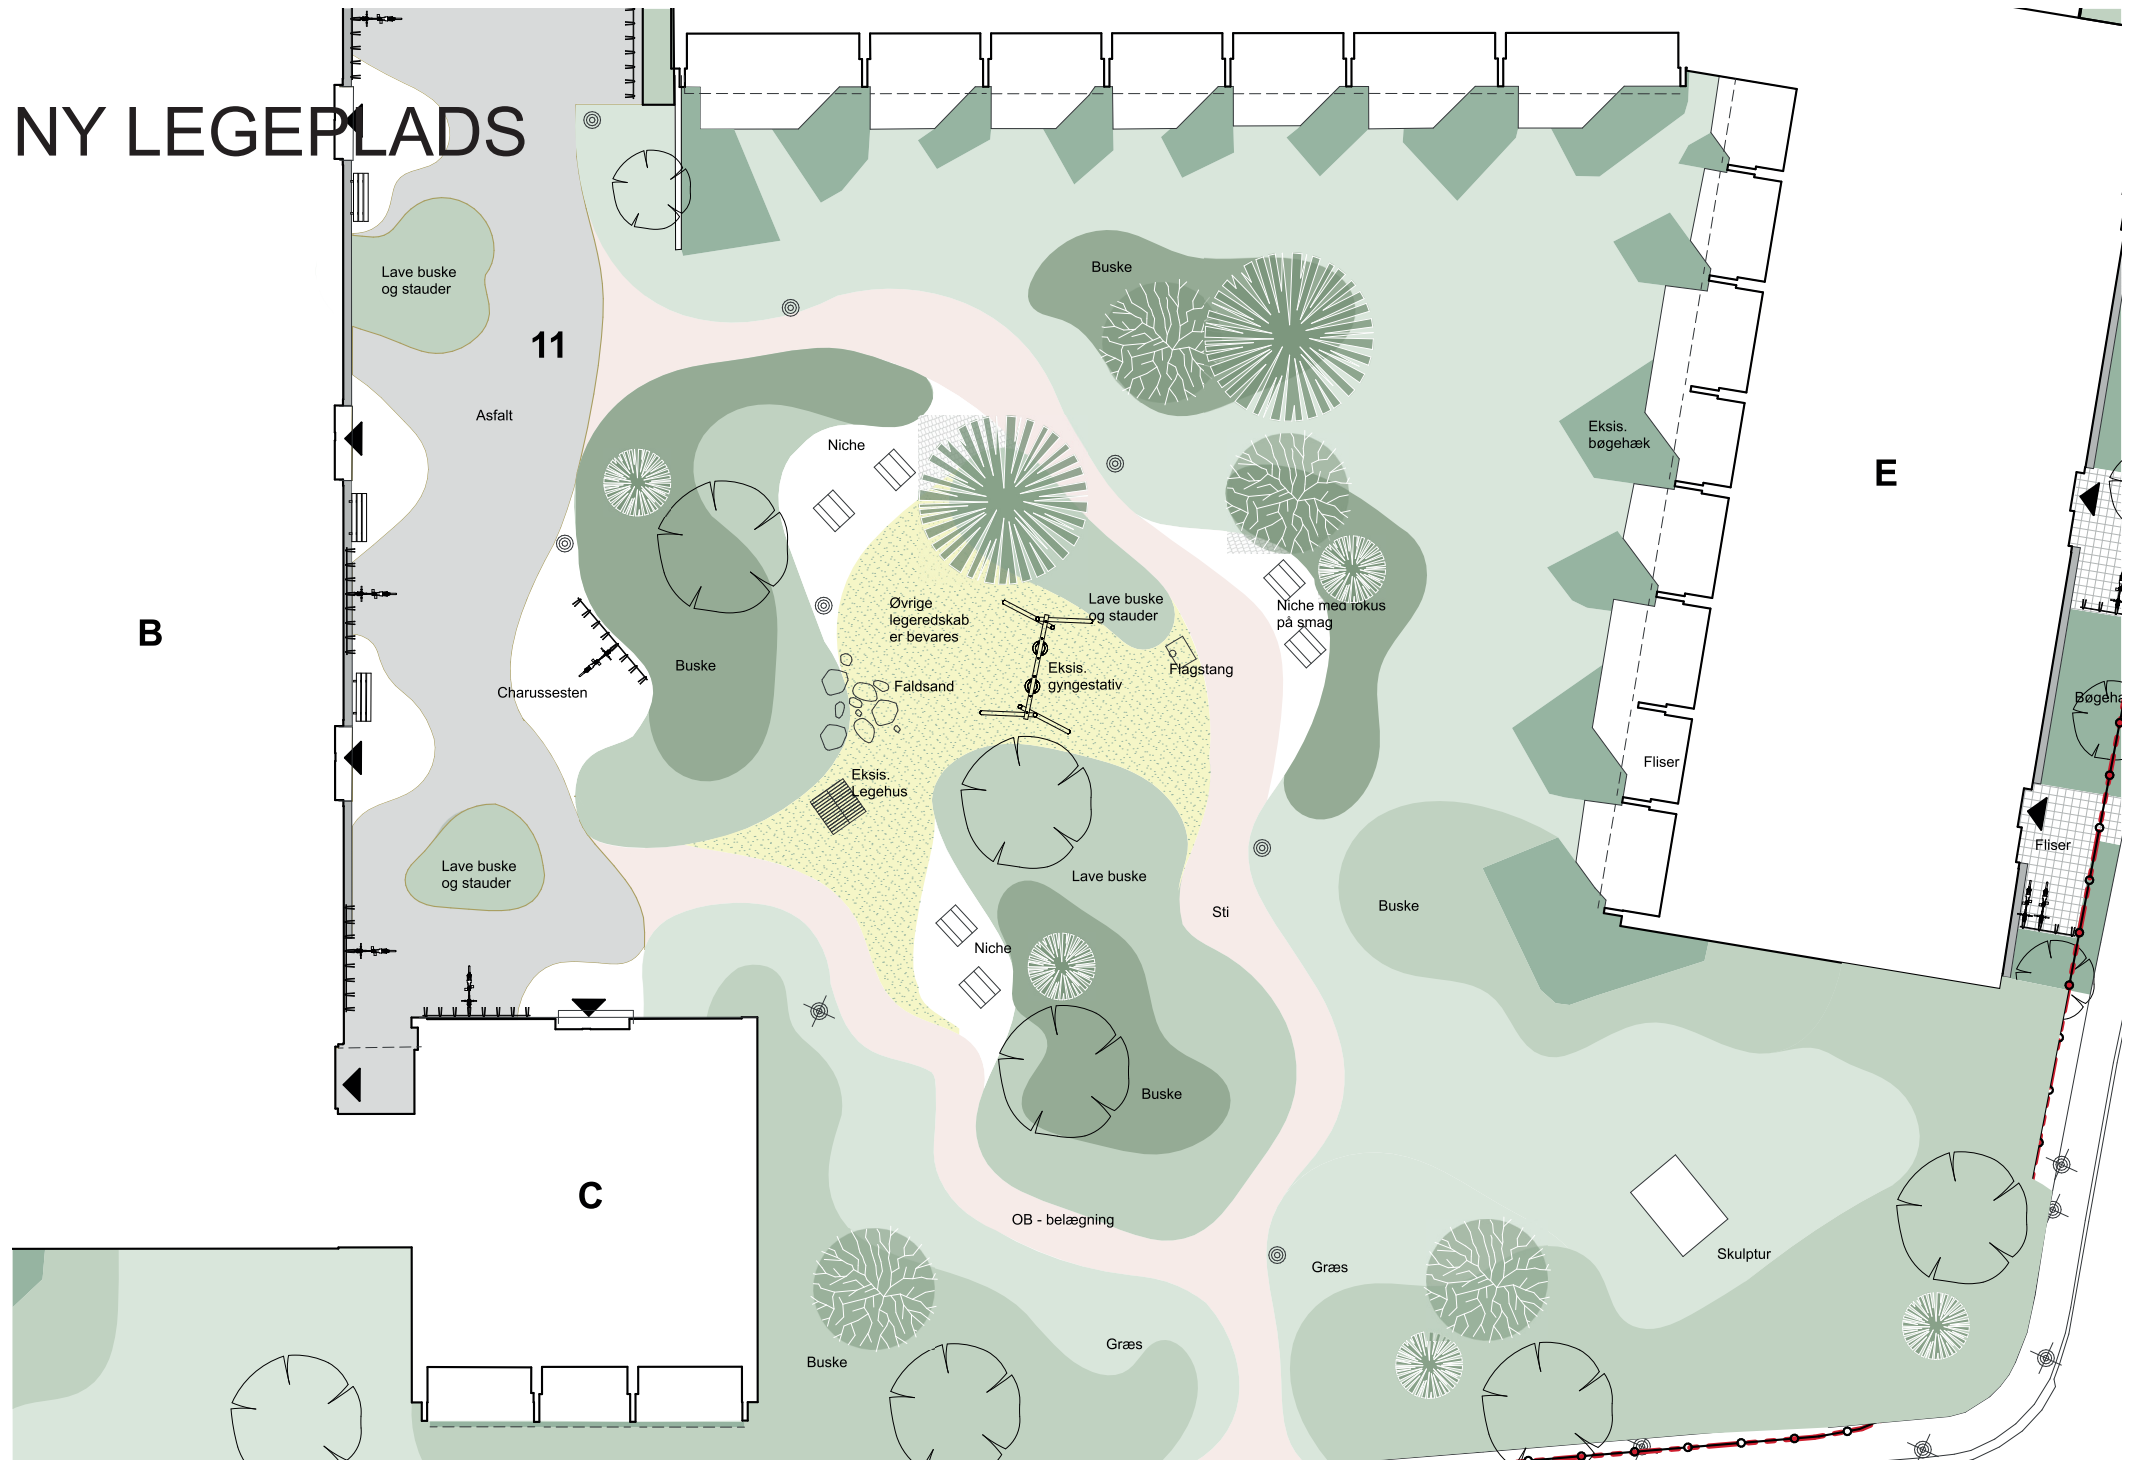 NY LEGEPLADS
Buske
Lave buske
og stauder
11
Asfalt
Niche
Eksis.
bøgehæk
E
Øvrige
legeredskab
er bevares
Lave buske
og stauder
Niche med fokus
på smag
B
Buske
Eksis.
gyngestativ
Flagstang
Faldsand
Charussesten
Bøgehæ
Fliser
Eksis.
Legehus
Fliser
Lave buske
og stauder
Lave buske
Sti
Buske
Niche
Buske
C
OB - belægning
Græs
Skulptur
Græs
Buske